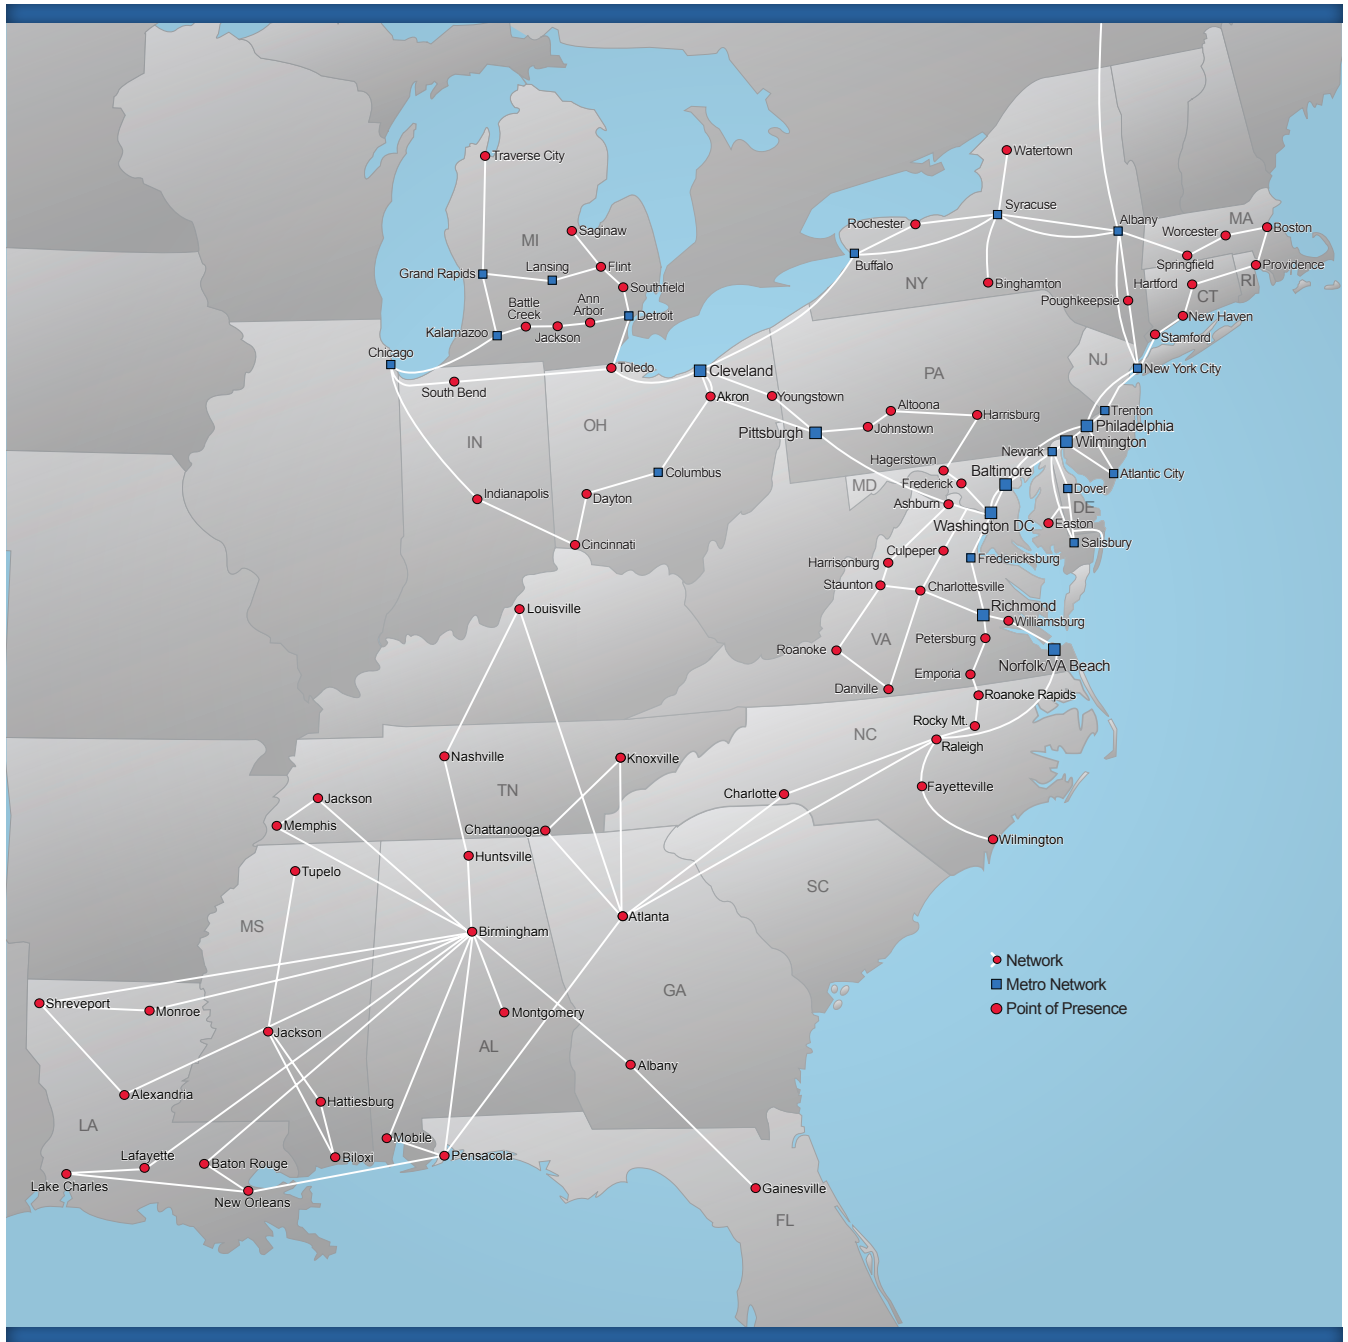 Traverse City
Watertown
Syracuse
Rochester
Albany
MA
Boston
Worcester
Saginaw
MI
Buffalo
Springfield
Providence
Grand Rapids
Lansing
Flint
NY
Binghamton
Hartford
RI
Southfield
CT
Poughkeepsie
Battle
Creek
Ann
Arbor
Detroit
New Haven
Kalamazoo
Jackson
Stamford
Chicago
NJ
Toledo
Cleveland
PA
New York City
South Bend
Akron
Youngstown
Altoona
Trenton
Harrisburg
OH
Johnstown
Philadelphia
IN
Pittsburgh
Wilmington
Newark
Hagerstown
Baltimore
Columbus
Atlantic City
MD
Frederick
Dover
Indianapolis
Dayton
Ashburn
DE
Washington DC
Easton
Cincinnati
Salisbury
Culpeper
Harrisonburg
Fredericksburg
Staunton
Charlottesville
Louisville
Richmond
Williamsburg
VA
Petersburg
Roanoke
Norfolk/VA Beach
Emporia
Danville
Roanoke Rapids
Rocky Mt.
NC
Raleigh
Nashville
Knoxville
TN
Fayetteville
Charlotte
Jackson
Memphis
Chattanooga
Wilmington
Huntsville
Tupelo
SC
MS
Atlanta
Birmingham
Network
Metro Network
Point of Presence
GA
Shreveport
Monroe
Montgomery
Jackson
AL
Albany
Alexandria
Hattiesburg
LA
Mobile
Lafayette
Baton Rouge
Biloxi
Pensacola
Lake Charles
New Orleans
Gainesville
FL